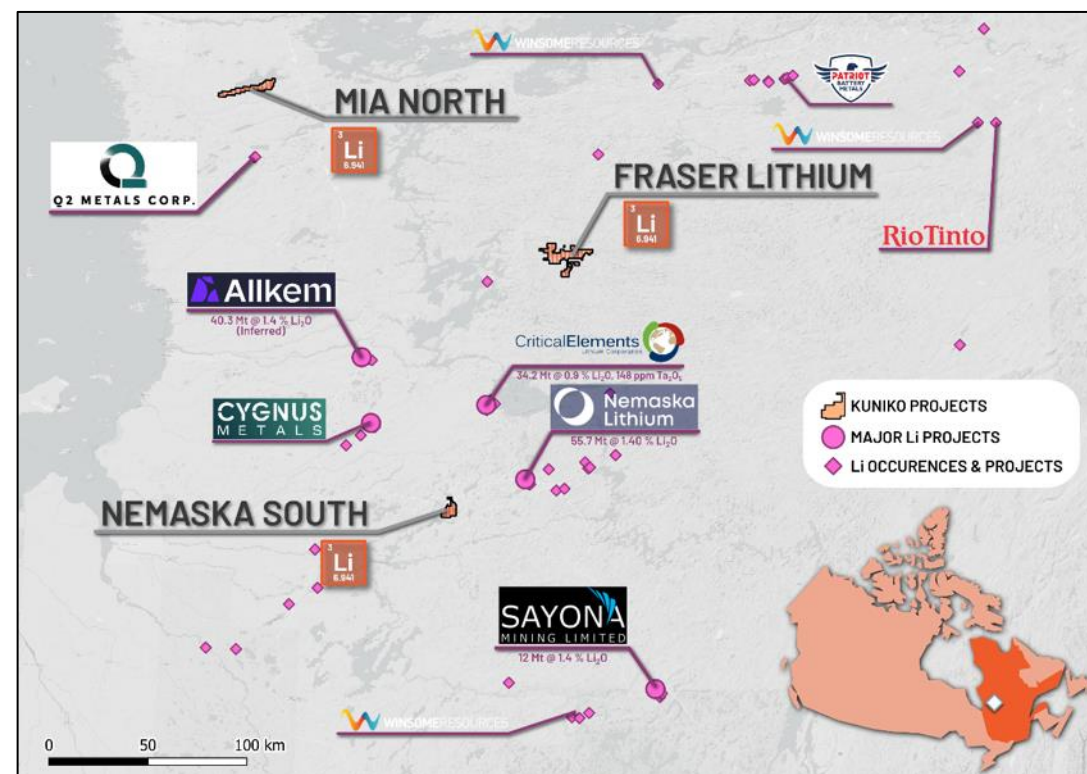 WINSOMERESOURCES
PATRIOT
BATTERY METALS
MIA NORTH
3
Li
6.941
WINSOMERESOURCES
Q2 METALS CORP.
FRASER LITHIUM
3
Li
6.941
RioTinto
Allkem
40.3 Mt @ 1.4 % Li₂O
(Inferred)
CriticalElements
Lithium Corporation
34.2 Mt @ 0.9 % Li₂O, 148 ppm Ta₂O₅
CYGNUS
METALS
Nemaska
Lithium
55.7 Mt @ 1.40 % Li₂O
KUNIKO PROJECTS
MAJOR Li PROJECTS
Li OCCURENCES & PROJECTS
NEMASKA SOUTH
3
Li
6.941
SAYONA
MINING LIMITED
12 Mt @ 1.4 % Li₂O
WINSOMERESOURCES
0 50 100 km